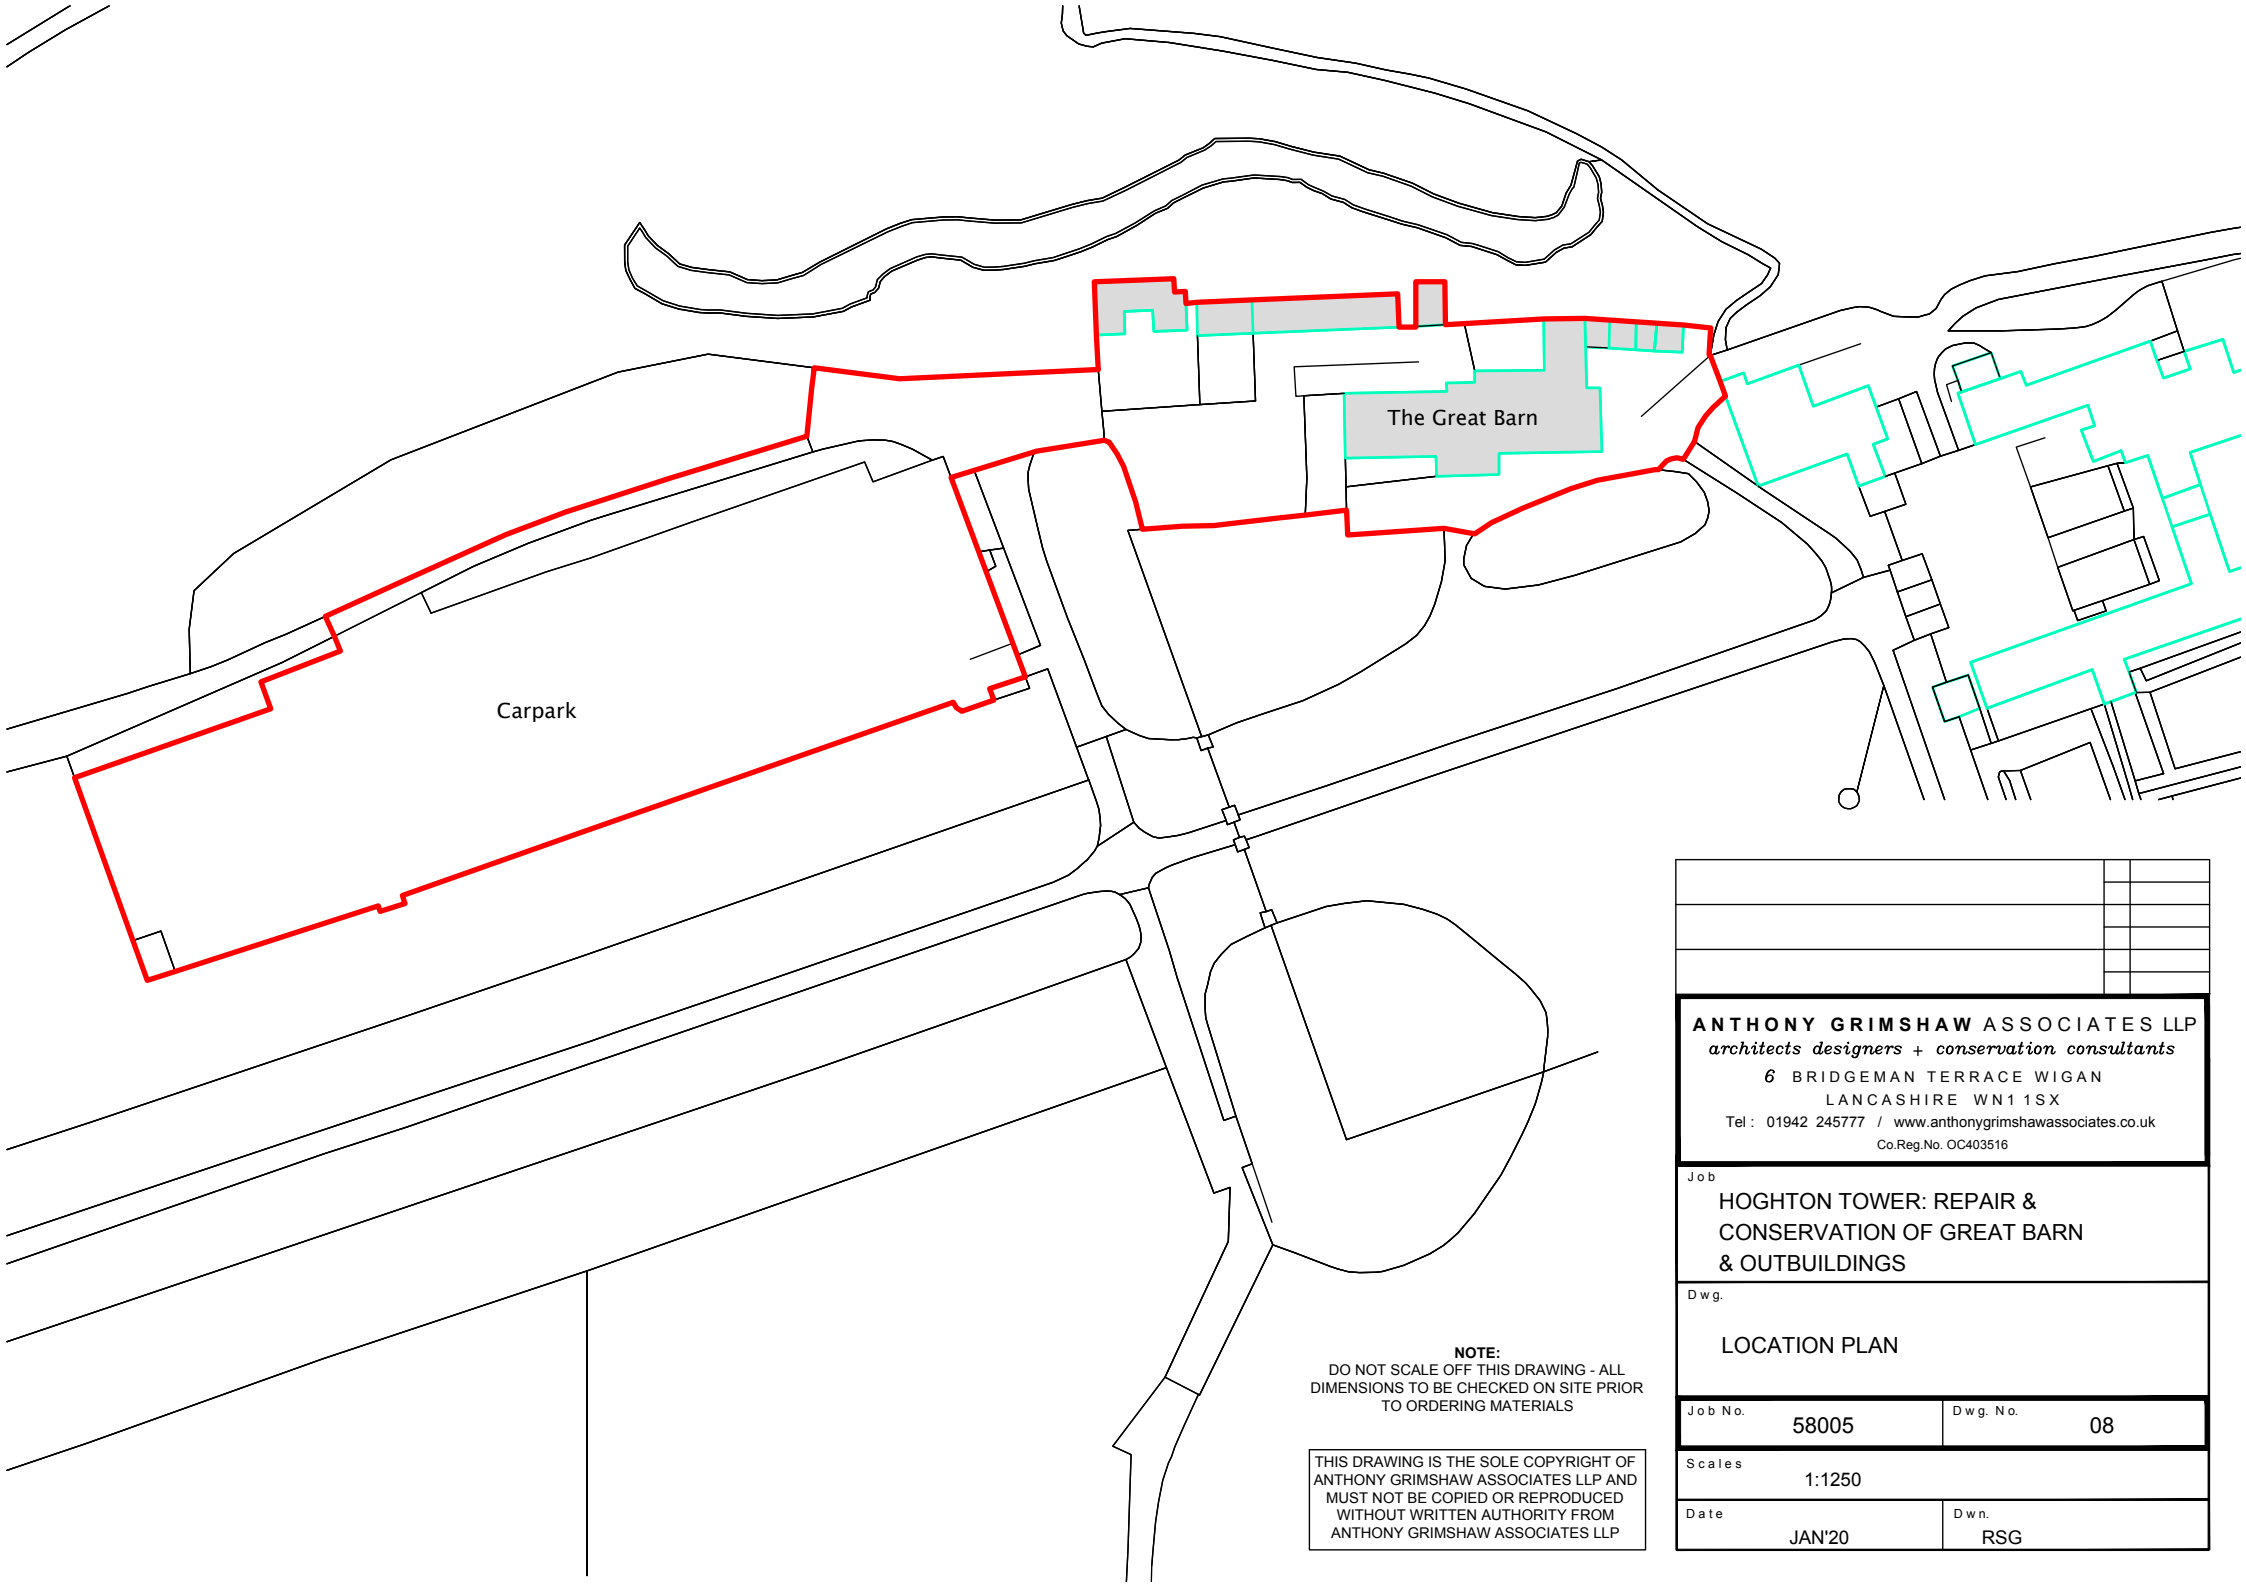 The Great Barn
Carpark
ANTHONY GRIMSHAW ASSOCIATES LLP
architects designers + conservation consultants
6 BRIDGEMAN TERRACE WIGAN
LANCASHIRE WN1 1SX
Tel : 01942 245777 / www.anthonygrimshawassociates.co.uk
Co.Reg.No. OC403516
Job
HOGHTON TOWER: REPAIR &
CONSERVATION OF GREAT BARN
& OUTBUILDINGS
Dwg.
LOCATION PLAN
Job No. 58005 Dwg. No. 08
Scales
1:1250
Date Dwn.
JAN'20 RSG
NOTE:
DO NOT SCALE OFF THIS DRAWING - ALL
DIMENSIONS TO BE CHECKED ON SITE PRIOR
TO ORDERING MATERIALS
THIS DRAWING IS THE SOLE COPYRIGHT OF
ANTHONY GRIMSHAW ASSOCIATES LLP AND
MUST NOT BE COPIED OR REPRODUCED
WITHOUT WRITTEN AUTHORITY FROM
ANTHONY GRIMSHAW ASSOCIATES LLP